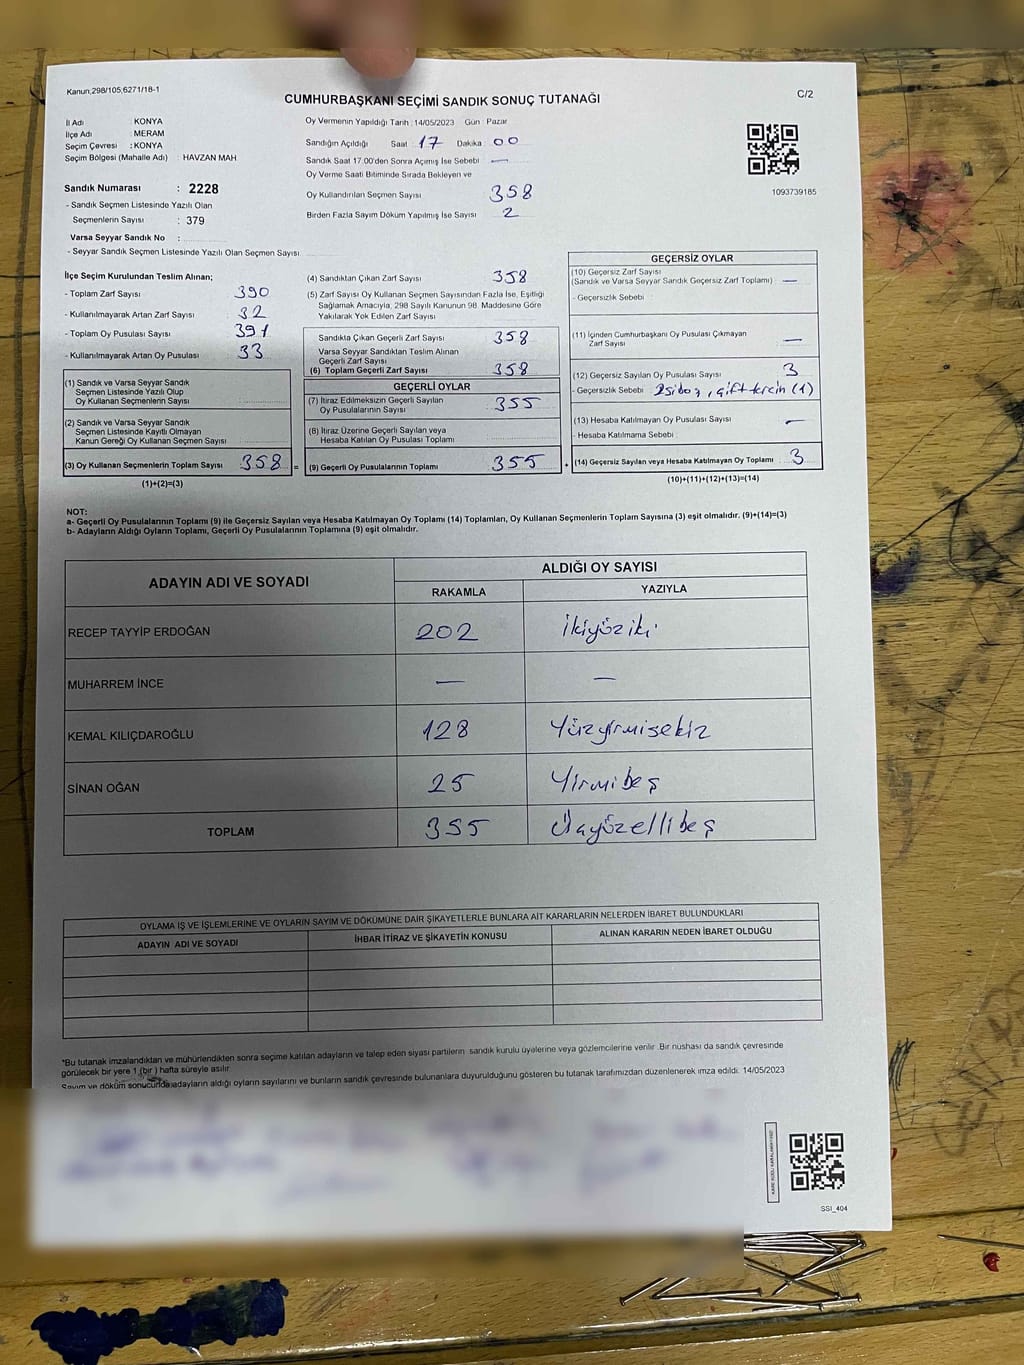 Kanun;298/105,6271/18-1
CUMHURBAŞKANI SEÇİMİ SANDIK SONUÇ TUTANAĞI
C/2
İl Adı : KONYA
İlçe Adı : MERAM
Seçim Çevresi : KONYA
Seçim Bölgesi (Mahalle Adı) : HAVZAN MAH
Sandık Numarası : 2228
- Sandık Seçmen Listesinde Yazılı Olan
Seçmenlerin Sayısı : 379
Varsa Seyyar Sandık No :
- Seyyar Sandık Seçmen Listesinde Yazılı Olan Seçmen Sayısı
Oy Vermenin Yapıldığı Tarih : 14/05/2023 Gün : Pazar
Sandığın Açıldığı Saat 17 Dakika 00
Sandık Saat 17.00'den Sonra Açımış İse Sebebi —
Oy Verme Saati Bitiminde Sırada Bekleyen ve
Oy Kullandırılan Seçmen Sayısı 358
Birden Fazla Sayım Döküm Yapılmış İse Sayısı 2
1093739185
İlçe Seçim Kurulundan Teslim Alınan;
- Toplam Zarf Sayısı 390
- Kullanılmayarak Artan Zarf Sayısı 32
- Toplam Oy Pusulası Sayısı 391
- Kullanılmayarak Artan Oy Pusulası 33
(1) Sandık ve Varsa Seyyar Sandık
Seçmen Listesinde Yazılı Olup
Oy Kullanan Seçmenlerin Sayısı
(2) Sandık ve Varsa Seyyar Sandık
Seçmen Listesinde Kayıtlı Olmayan
Kanun Gereği Oy Kullanan Seçmen Sayısı
(3) Oy Kullanan Seçmenlerin Toplam Sayısı 358 =
(1)+(2)=(3)
(4) Sandıktan Çıkan Zarf Sayısı 358
(5) Zarf Sayısı Oy Kullanan Seçmen Sayısından Fazla İse, Eşitliği
Sağlamak Amacıyla, 298 Sayılı Kanunun 98. Maddesine Göre
Yakılarak Yok Edilen Zarf Sayısı
Sandıkta Çıkan Geçerli Zarf Sayısı 358
Varsa Seyyar Sandıktan Teslim Alınan
Geçerli Zarf Sayısı
(6) Toplam Geçerli Zarf Sayısı 358
GEÇERLİ OYLAR
(7) İtiraz Edilmeksizin Geçerli Sayılan
Oy Pusulalarının Sayısı 355
(8) İtiraz Üzerine Geçerli Sayılan veya
Hesaba Katılan Oy Pusulası Toplamı
(9) Geçerli Oy Pusulalarının Toplamı 355 +
GEÇERSİZ OYLAR
(10) Geçersiz Zarf Sayısı
(Sandık ve Varsa Seyyar Sandık Geçersiz Zarf Toplamı) —
- Geçersizlik Sebebi
(11) İçinden Cumhurbaşkanı Oy Pusulası Çıkmayan
Zarf Sayısı —
(12) Geçersiz Sayılan Oy Pusulası Sayısı 3
- Geçersizlik Sebebi , çift tercih (1)
(13) Hesaba Katılmayan Oy Pusulası Sayısı —
- Hesaba Katılmama Sebebi
(14) Geçersiz Sayılan veya Hesaba Katılmayan Oy Toplamı 3
(10)+(11)+(12)+(13)=(14)
NOT:
a- Geçerli Oy Pusulalarının Toplamı (9) ile Geçersiz Sayılan veya Hesaba Katılmayan Oy Toplamı (14) Toplamları, Oy Kullanan Seçmenlerin Toplam Sayısına (3) eşit olmalıdır. (9)+(14)=(3)
b- Adayların Aldığı Oyların Toplamı, Geçerli Oy Pusulalarının Toplamına (9) eşit olmalıdır.
ADAYIN ADI VE SOYADI
ALDIĞI OY SAYISI
RAKAMLA YAZIYLA
RECEP TAYYİP ERDOĞAN 202 İkiyüziki
MUHARREM İNCE — —
KEMAL KILIÇDAROĞLU 128 Yüzyirmisekiz
SİNAN OĞAN 25 Yirmibeş
TOPLAM 355 Üçyüzellibeş
OYLAMA İŞ VE İŞLEMLERİNE VE OYLARIN SAYIM VE DÖKÜMÜNE DAİR ŞİKAYETLERLE BUNLARA AİT KARARLARIN NELERDEN İBARET BULUNDUKLARI
ADAYIN ADI VE SOYADI İHBAR İTİRAZ VE ŞİKAYETİN KONUSU ALINAN KARARIN NEDEN İBARET OLDUĞU
*Bu tutanak imzalandıktan ve mühürlendikten sonra seçime katılan adayların ve talep eden siyasi partilerin sandık kurulu üyelerine veya gözlemcilerine verilir. Bir nüshası da sandık çevresinde
görülecek bir yere 1 (bir ) hafta süreyle asılır.
Sayım ve döküm sonucunda adayların aldığı oyların sayılarını ve bunların sandık çevresinde bulunanlara duyurulduğunu gösteren bu tutanak tarafımızdan düzenlenerek imza edildi. 14/05/2023
SSI_404